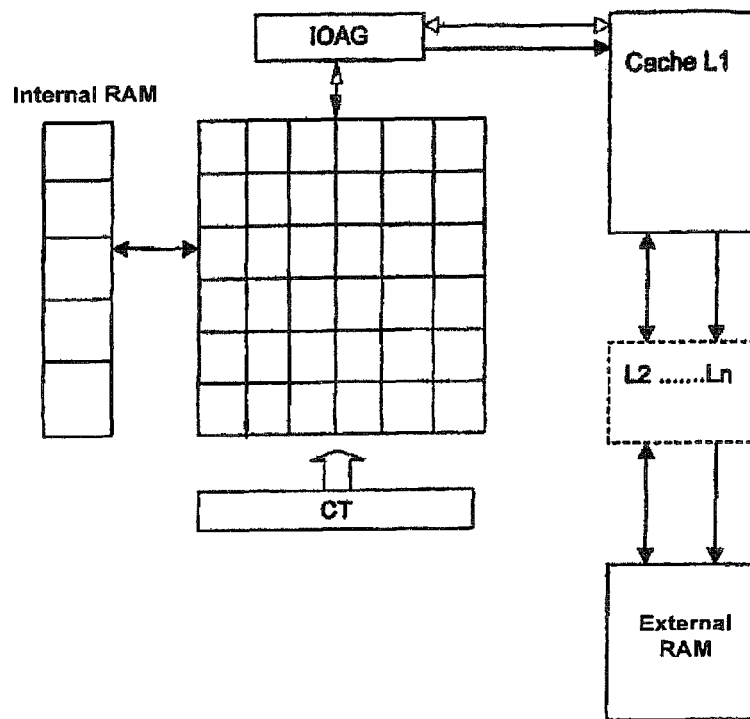 IOAG
Cache L1
Internal RAM
L2 .......Ln
CT
External
RAM